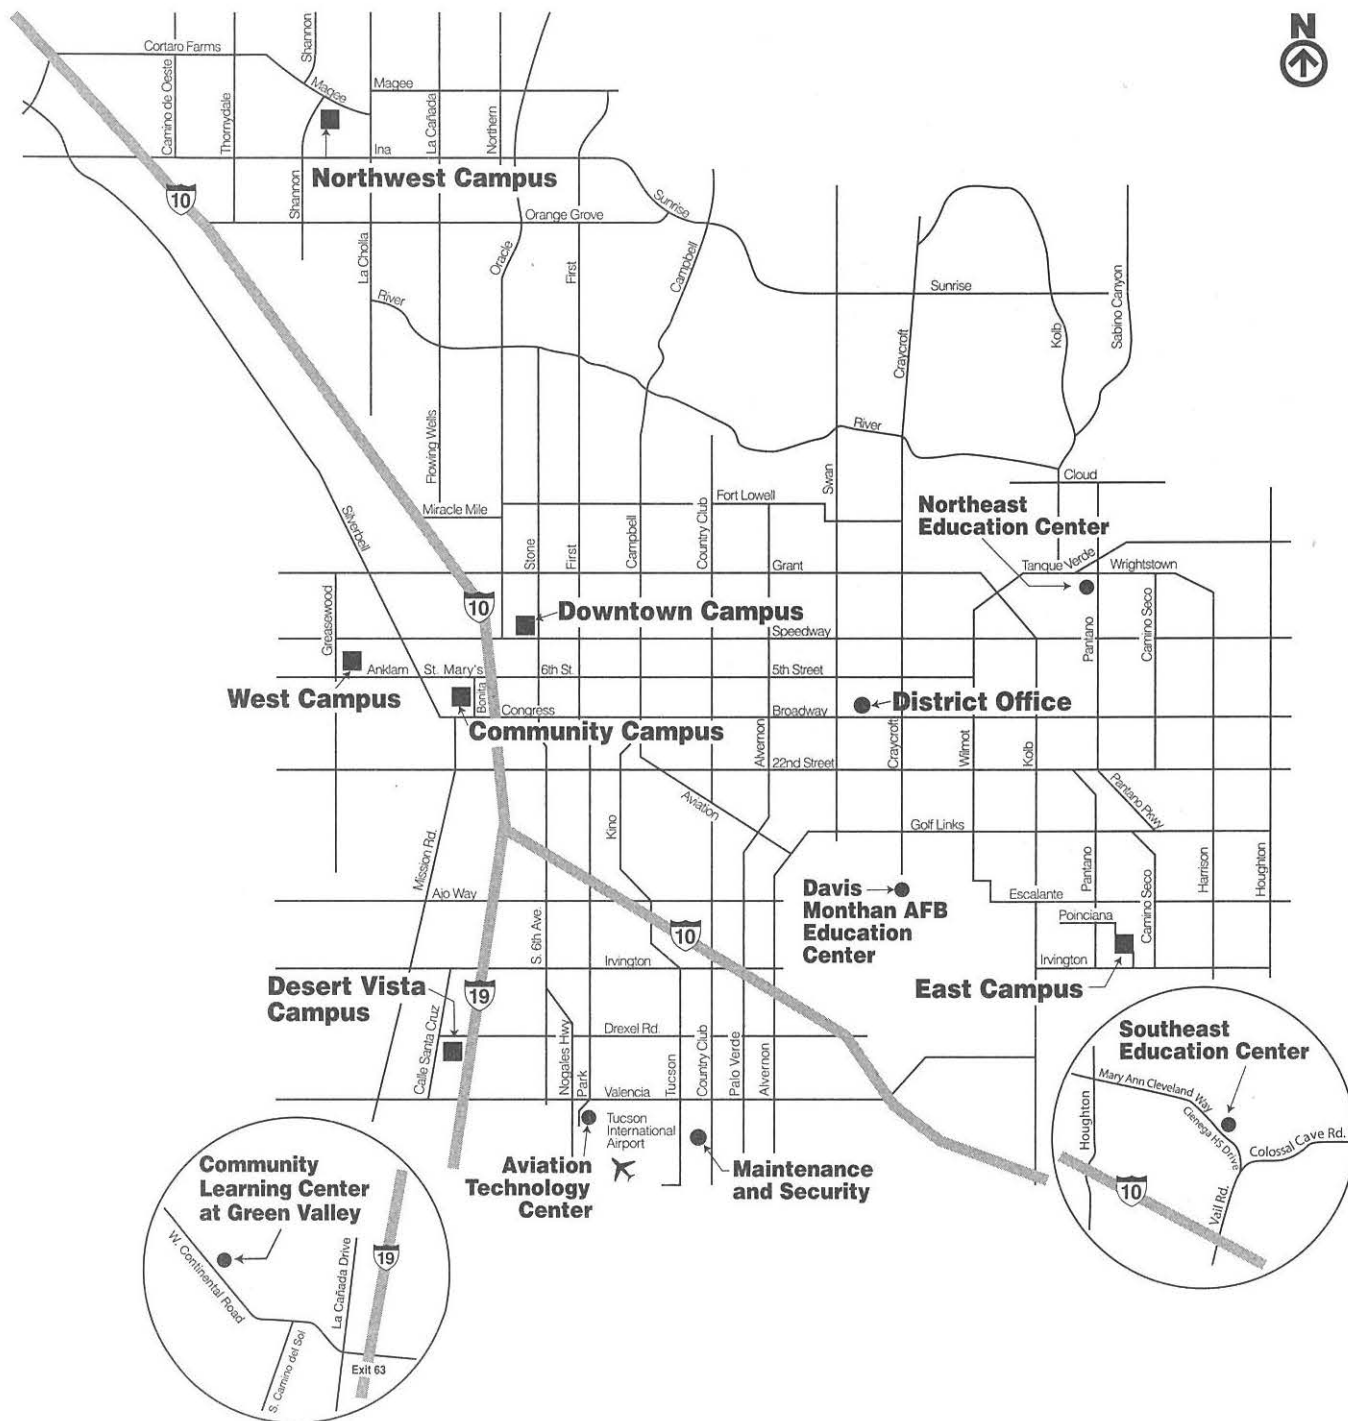 N
Cortaro Farms
Shannon
Magee
Magee
Camino de Oeste
Thornydale
La Cañada
Northern
Ina
Northwest Campus
10
Shannon
Sunrise
Orange Grove
La Cholla
Oracle
First
Campbell
River
Sunrise
Craycroft
Kolb
Sabino Canyon
Flowing Wells
River
Swan
Cloud
Silverbell
Miracle Mile
Fort Lowell
Northeast
Education Center
Stone
First
Campbell
Country Club
Grant
Tanque Verde
Wrightstown
Greasewood
10
Downtown Campus
Speedway
Pantano
Camino Seco
Anklam
St. Mary's
6th St.
5th Street
West Campus
Bonita
Congress
Broadway
District Office
Community Campus
Alvernon
22nd Street
Craycroft
Wilmot
Kolb
Aviation
Pantano Pkwy
Kino
Golf Links
Mission Rd.
Ajo Way
Davis
Monthan AFB
Education
Center
Escalante
Pantano
Camino Seco
Harrison
Houghton
Poinciana
S. 6th Ave.
10
Irvington
Irvington
East Campus
Desert Vista
Campus
19
Calle Santa Cruz
Drexel Rd.
Nogales Hwy
Park
Tucson
Country Club
Palo Verde
Alvernon
Valencia
Tucson
International
Airport
Aviation
Technology
Center
Maintenance
and Security
Southeast
Education Center
Mary Ann Cleveland Way
Cienega HS Drive
Houghton
Colossal Cave Rd.
10
Vail Rd.
Community
Learning Center
at Green Valley
W. Continental Road
La Cañada Drive
19
S. Camino del Sol
Exit 63